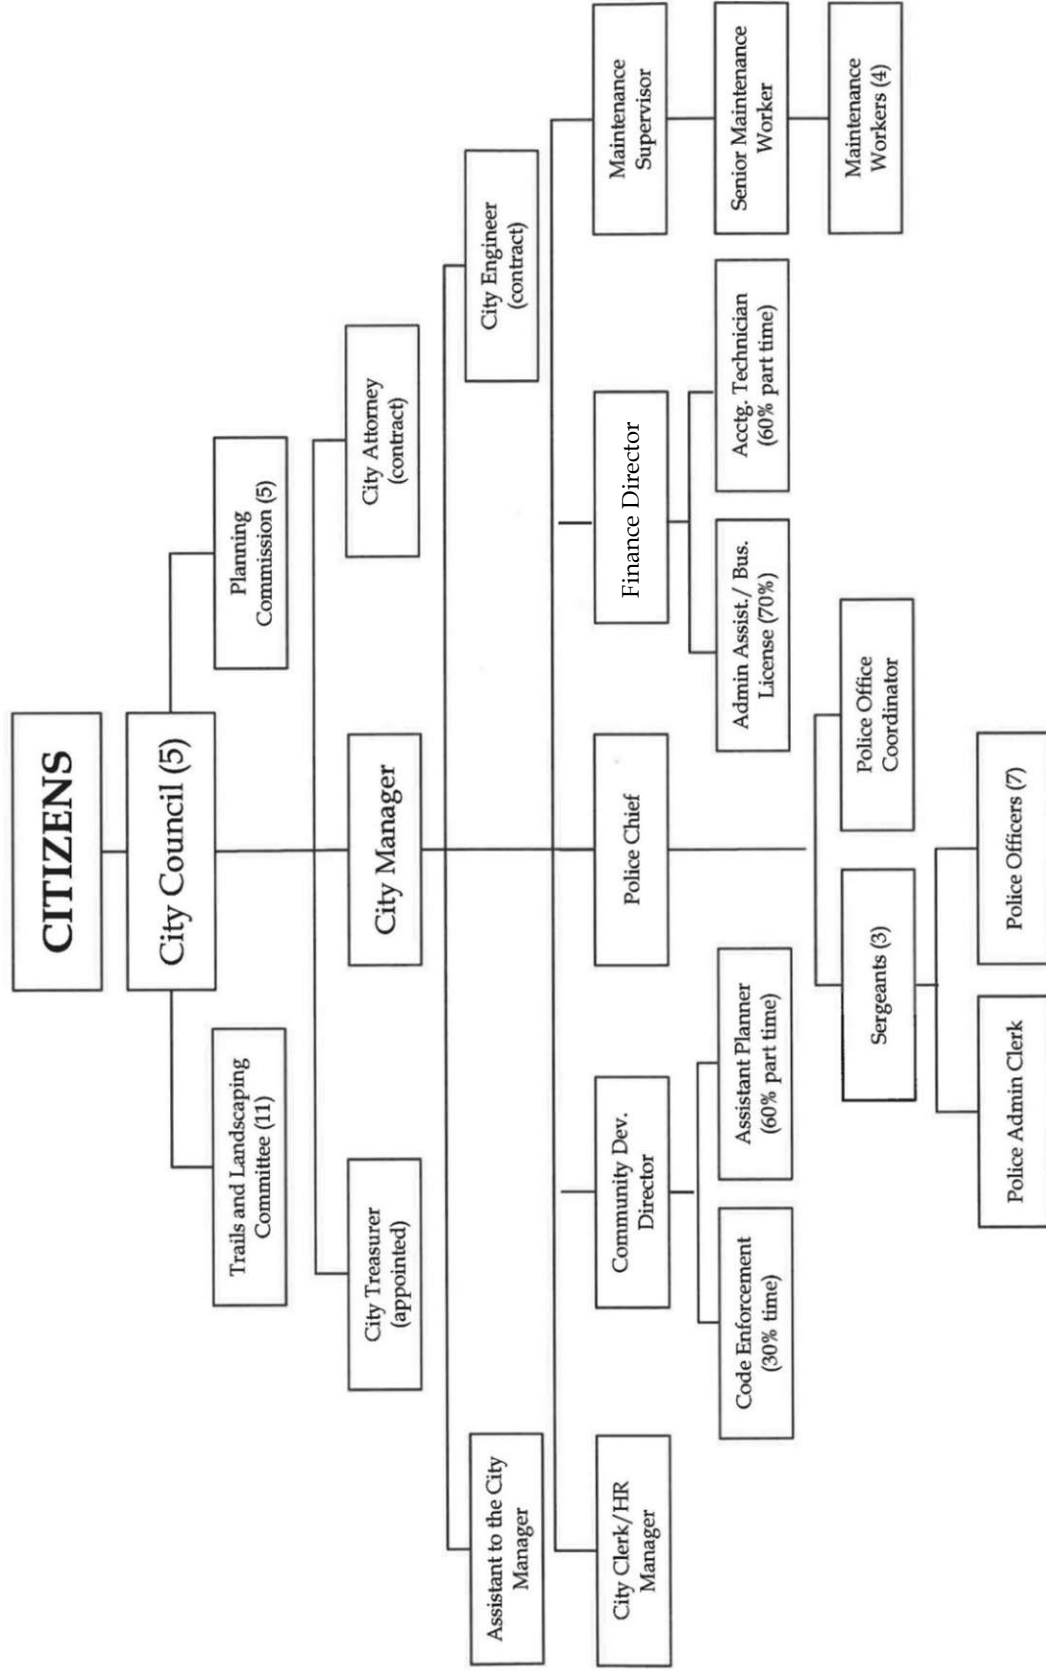 CITIZENS
City Council (5)
Trails and Landscaping
Committee (11)
Planning
Commission (5)
City Treasurer
(appointed)
City Manager
City Attorney
(contract)
Assistant to the City
Manager
City Engineer
(contract)
City Clerk/HR
Manager
Community Dev.
Director
Police Chief
Finance Director
Maintenance
Supervisor
Code Enforcement
(30% time)
Assistant Planner
(60% part time)
Admin Assist./ Bus.
License (70%)
Acctg. Technician
(60% part time)
Senior Maintenance
Worker
Sergeants (3)
Police Office
Coordinator
Maintenance
Workers (4)
Police Admin Clerk
Police Officers (7)